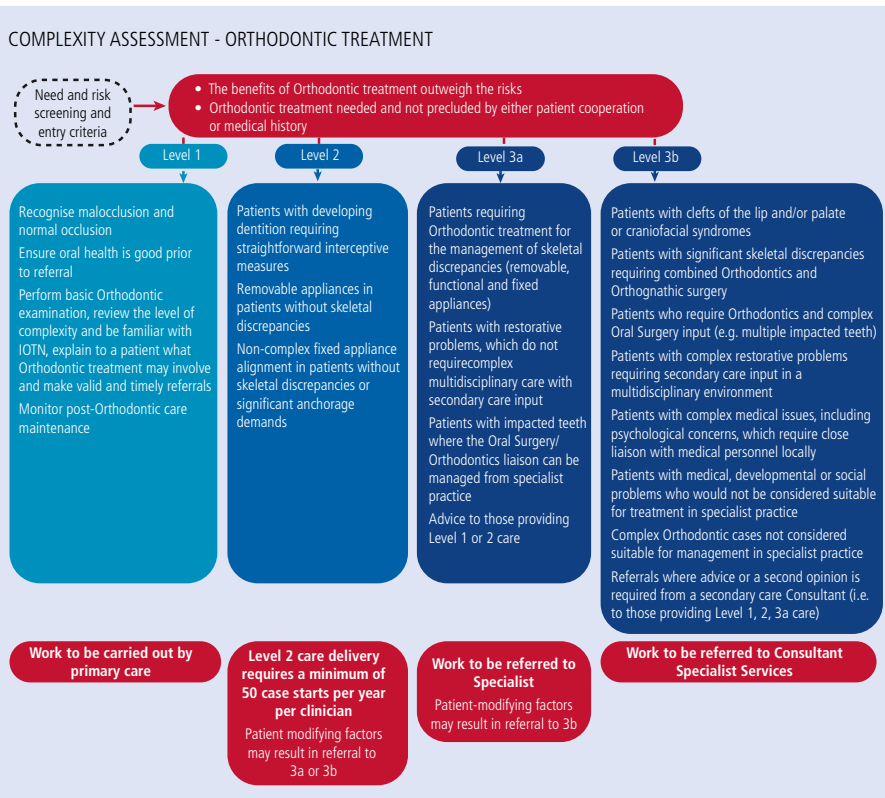 COMPLEXITY ASSESSMENT - ORTHODONTIC TREATMENT
Need and risk
screening and
entry criteria
• The benefits of Orthodontic treatment outweigh the risks
• Orthodontic treatment needed and not precluded by either patient cooperation
or medical history
Level 1
Level 2
Level 3a
Level 3b
Recognise malocclusion and
normal occlusion
Ensure oral health is good prior
to referral
Perform basic Orthodontic
examination, review the level of
complexity and be familiar with
IOTN, explain to a patient what
Orthodontic treatment may involve
and make valid and timely referrals
Monitor post-Orthodontic care
maintenance
Patients with developing
dentition requiring
straightforward interceptive
measures
Removable appliances in
patients without skeletal
discrepancies
Non-complex fixed appliance
alignment in patients without
skeletal discrepancies or
significant anchorage
demands
Patients requiring
Orthodontic treatment for
the management of skeletal
discrepancies (removable,
functional and fixed
appliances)
Patients with restorative
problems, which do not
requirecomplex
multidisciplinary care with
secondary care input
Patients with impacted teeth
where the Oral Surgery/
Orthodontics liaison can be
managed from specialist
practice
Advice to those providing
Level 1 or 2 care
Patients with clefts of the lip and/or palate
or craniofacial syndromes
Patients with significant skeletal discrepancies
requiring combined Orthodontics and
Orthognathic surgery
Patients who require Orthodontics and complex
Oral Surgery input (e.g. multiple impacted teeth)
Patients with complex restorative problems
requiring secondary care input in a
multidisciplinary environment
Patients with complex medical issues, including
psychological concerns, which require close
liaison with medical personnel locally
Patients with medical, developmental or social
problems who would not be considered suitable
for treatment in specialist practice
Complex Orthodontic cases not considered
suitable for management in specialist practice
Referrals where advice or a second opinion is
required from a secondary care Consultant (i.e.
to those providing Level 1, 2, 3a care)
Work to be carried out by
primary care
Level 2 care delivery
requires a minimum of
50 case starts per year
per clinician
Patient modifying factors
may result in referral to
3a or 3b
Work to be referred to
Specialist
Patient-modifying factors
may result in referral to 3b
Work to be referred to Consultant
Specialist Services